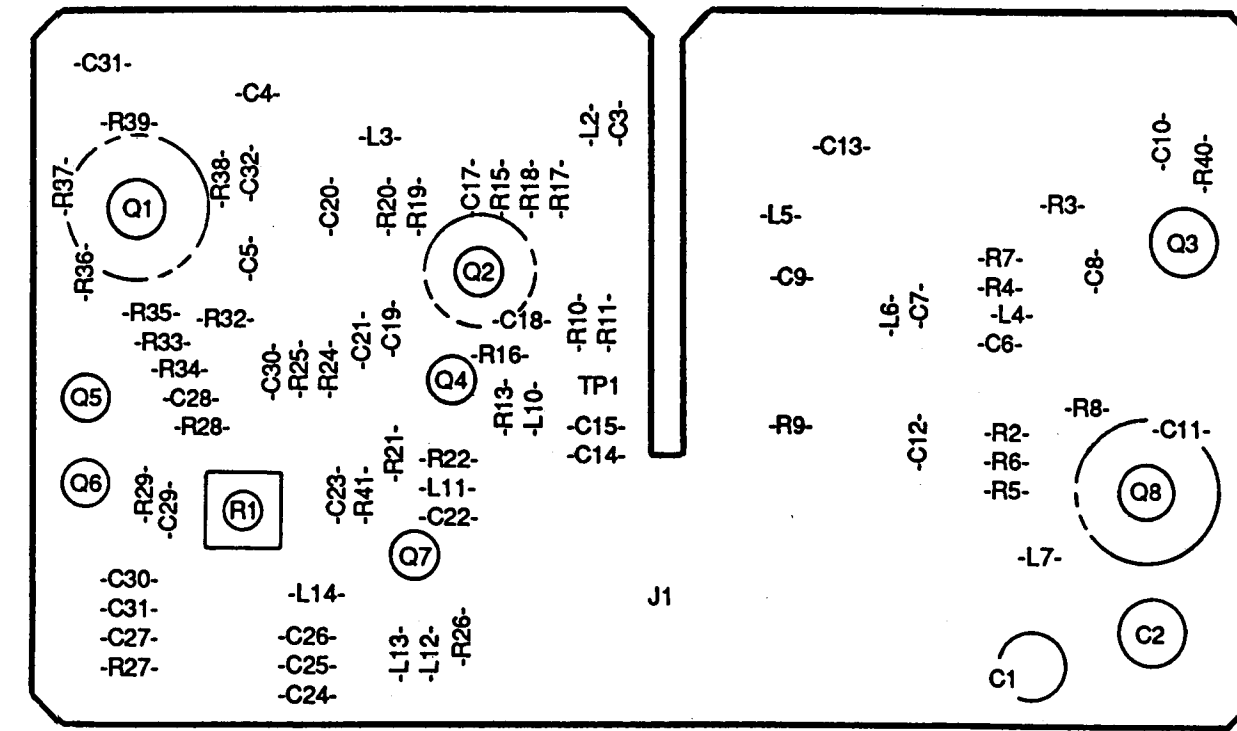 -C31-
-C4-
-R39-
-L3-
-L2-
-C3-
-C13-
-C10-
-R40-
-R37-
-R38-
-C32-
-C20-
-R20-
-R19-
-C17-
-R15-
-R18-
-R17-
Q1
-L5-
-R3-
Q3
-R36-
-C5-
Q2
-C9-
-R7-
-R4-
-L4-
-C6-
-C8-
-L6-
-C7-
-R35-
-R32-
-R33-
-R34-
-C28-
-R28-
-C30-
-R25-
-R24-
-C21-
-C19-
-C18-
-R16-
-R10-
-R11-
Q5
Q4
-R13-
-L10-
TP1
-C15-
-C14-
-R9-
-C12-
-R8-
-C11-
-R2-
-R6-
-R5-
Q8
Q6
-R29-
-C29-
R1
-C23-
-R41-
-R21-
-R22-
-L11-
-C22-
Q7
-L7-
-C30-
-C31-
-C27-
-R27-
-L14-
-C26-
-C25-
-C24-
-L13-
-L12-
-R26-
J1
C1
C2